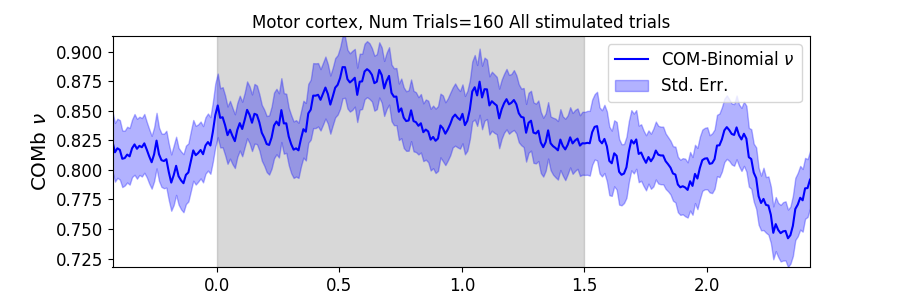 Motor cortex, Num Trials=160 All stimulated trials
COMb ν
0.900
0.875
0.850
0.825
0.800
0.775
0.750
0.725
COM-Binomial ν
Std. Err.
0.0 0.5 1.0 1.5 2.0